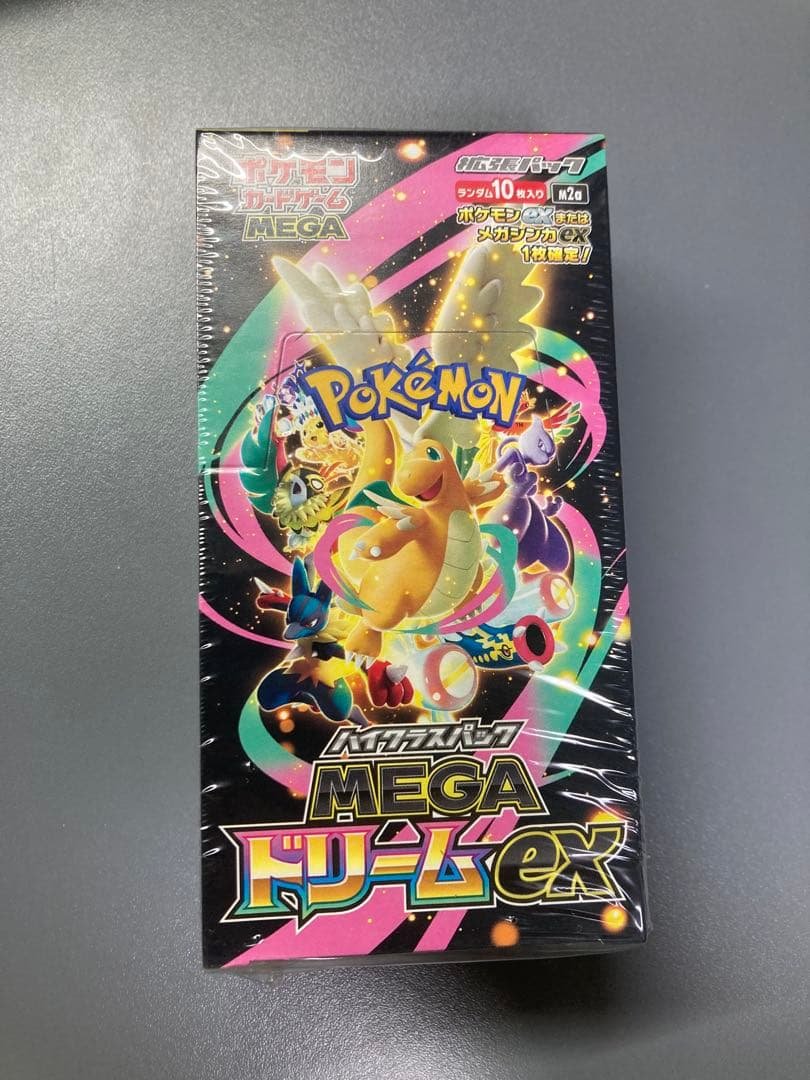 ポケモン
カードゲーム
MEGA
拡張パック
ランダム10枚入り
M2a
ポケモンexまたは
メガシンカex
1枚確定!
POKéMON
TM
ハイクラスパック
MEGA
ドリームex